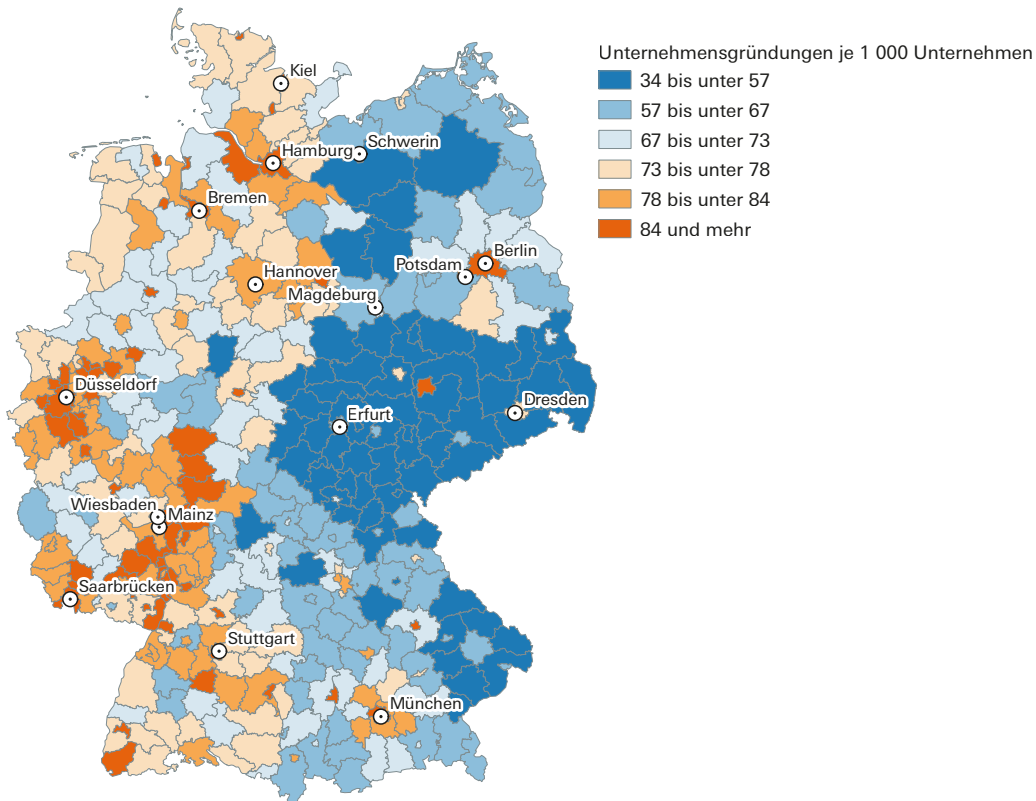 Unternehmensgründungen je 1 000 Unternehmen
34 bis unter 57
57 bis unter 67
67 bis unter 73
73 bis unter 78
78 bis unter 84
84 und mehr
Kiel
Schwerin
Hamburg
Bremen
Berlin
Potsdam
Hannover
Magdeburg
Düsseldorf
Dresden
Erfurt
Wiesbaden
Mainz
Saarbrücken
Stuttgart
München